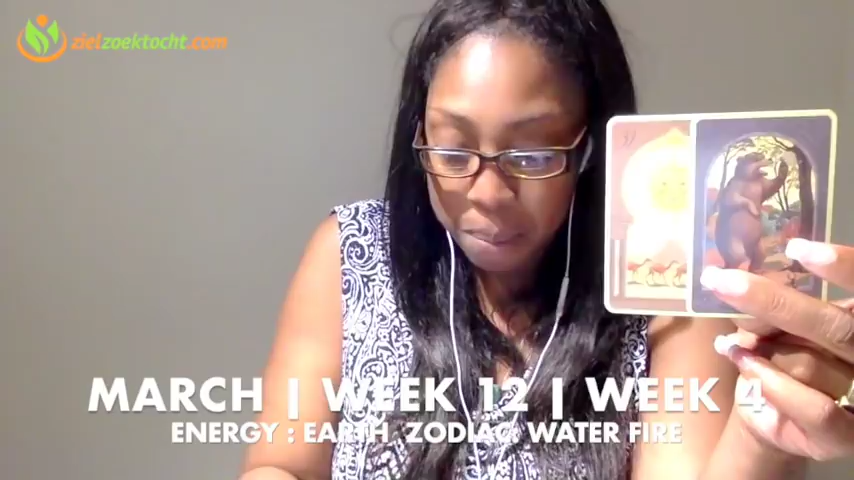 zielzoektocht.com
MARCH | WEEK 12 | WEEK 4
ENERGY : EARTH ZODIAC WATER FIRE